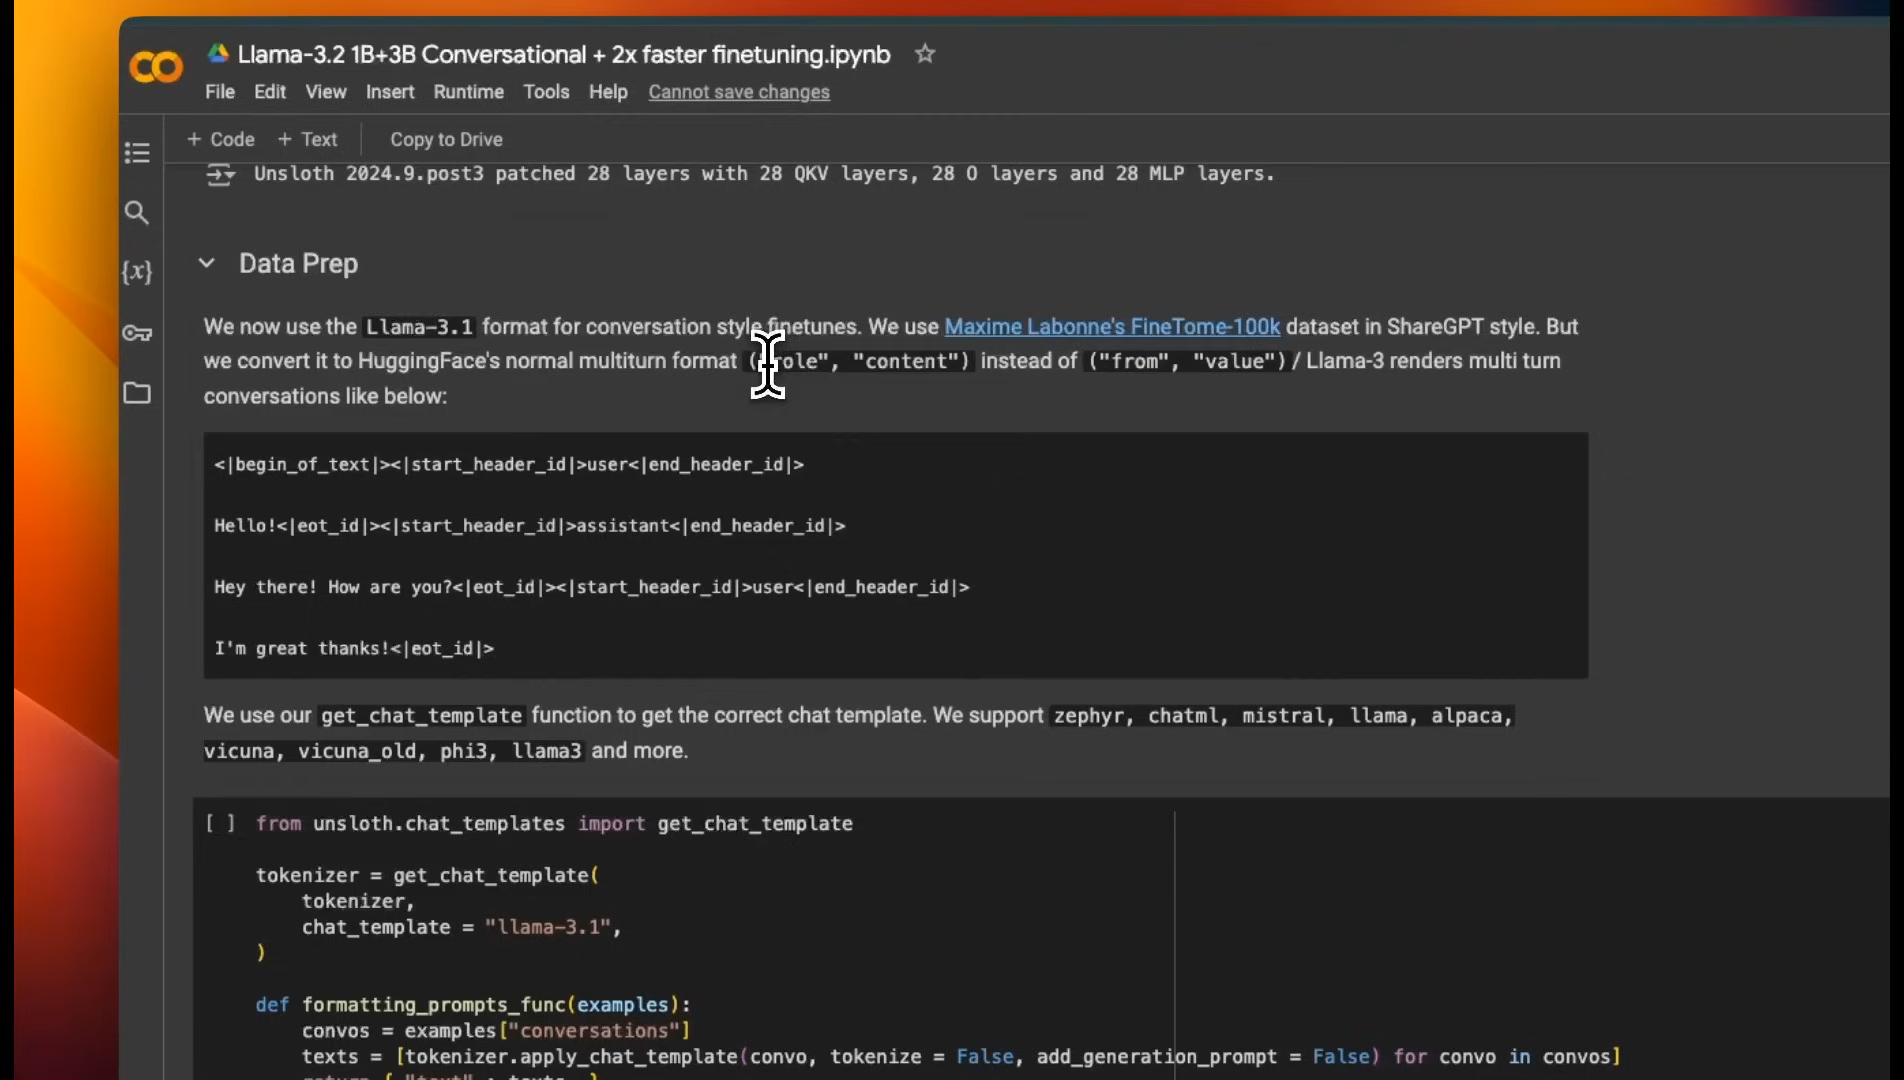 Llama-3.2 1B+3B Conversational + 2x faster finetuning.ipynb
File Edit View Insert Runtime Tools Help Cannot save changes
+ Code + Text Copy to Drive
Unsloth 2024.9.post3 patched 28 layers with 28 QKV layers, 28 O layers and 28 MLP layers.
{x}
Data Prep
We now use the Llama-3.1 format for conversation style finetunes. We use Maxime Labonne's FineTome-100k dataset in ShareGPT style. But
we convert it to HuggingFace's normal multiturn format ("role", "content") instead of ("from", "value")/ Llama-3 renders multi turn
conversations like below:
<|begin_of_text|><|start_header_id|>user<|end_header_id|>
Hello!<|eot_id|><|start_header_id|>assistant<|end_header_id|>
Hey there! How are you?<|eot_id|><|start_header_id|>user<|end_header_id|>
I'm great thanks!<|eot_id|>
We use our get_chat_template function to get the correct chat template. We support zephyr, chatml, mistral, llama, alpaca,
vicuna, vicuna_old, phi3, llama3 and more.
[ ] from unsloth.chat_templates import get_chat_template
tokenizer = get_chat_template(
tokenizer,
chat_template = "llama-3.1",
)
def formatting_prompts_func(examples):
convos = examples["conversations"]
texts = [tokenizer.apply_chat_template(convo, tokenize = False, add_generation_prompt = False) for convo in convos]